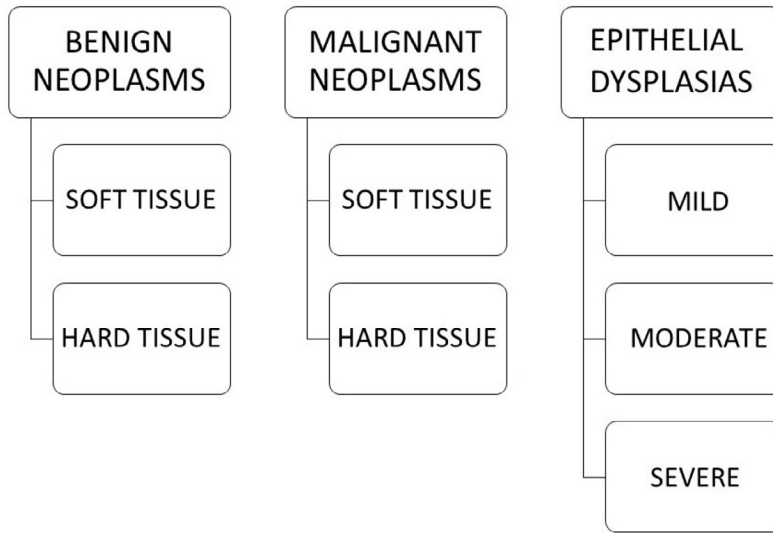 BENIGN
NEOPLASMS
SOFT TISSUE
HARD TISSUE
MALIGNANT
NEOPLASMS
SOFT TISSUE
HARD TISSUE
EPITHELIAL
DYSPLASIAS
MILD
MODERATE
SEVERE